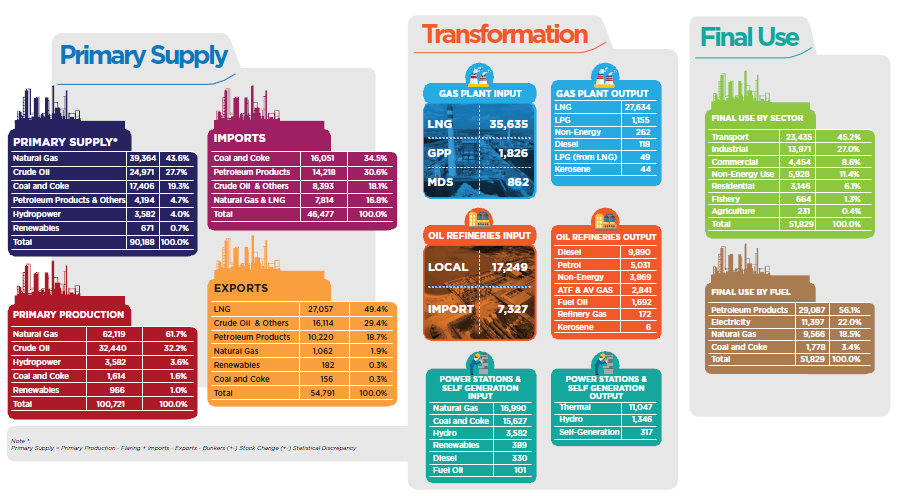 Primary Supply
PRIMARY SUPPLY*
Natural Gas 39,364 43.6%
Crude Oil 24,971 27.7%
Coal and Coke 17,406 19.3%
Petroleum Products & Others 4,194 4.7%
Hydropower 3,582 4.0%
Renewables 671 0.7%
Total 90,188 100.0%
IMPORTS
Coal and Coke 16,051 34.5%
Petroleum Products 14,218 30.6%
Crude Oil & Others 8,393 18.1%
Natural Gas & LNG 7,814 16.8%
Total 46,477 100.0%
PRIMARY PRODUCTION
Natural Gas 62,119 61.7%
Crude Oil 32,440 32.2%
Hydropower 3,582 3.6%
Coal and Coke 1,614 1.6%
Renewables 966 1.0%
Total 100,721 100.0%
EXPORTS
LNG 27,057 49.4%
Crude Oil & Others 16,114 29.4%
Petroleum Products 10,220 18.7%
Natural Gas 1,062 1.9%
Renewables 182 0.3%
Coal and Coke 156 0.3%
Total 54,791 100.0%
Note *:
Primary Supply = Primary Production - Flaring + Imports - Exports - Bunkers (+-) Stock Change (+-) Statistical Discrepancy
Transformation
GAS PLANT INPUT
LNG 35,635
GPP 1,826
MDS 862
GAS PLANT OUTPUT
LNG 27,634
LPG 1,155
Non-Energy 262
Diesel 118
LPG (from LNG) 49
Kerosene 44
OIL REFINERIES INPUT
LOCAL 17,249
IMPORT 7,327
OIL REFINERIES OUTPUT
Diesel 9,890
Petrol 5,031
Non-Energy 3,869
ATF & AV GAS 2,841
Fuel Oil 1,692
Refinery Gas 172
Kerosene 6
POWER STATIONS &
SELF GENERATION
INPUT
Natural Gas 16,990
Coal and Coke 15,627
Hydro 3,582
Renewables 389
Diesel 330
Fuel Oil 101
POWER STATIONS &
SELF GENERATION
OUTPUT
Thermal 11,047
Hydro 1,346
Self-Generation 317
Final Use
FINAL USE BY SECTOR
Transport 23,435 45.2%
Industrial 13,971 27.0%
Commercial 4,454 8.6%
Non-Energy Use 5,928 11.4%
Residential 3,146 6.1%
Fishery 664 1.3%
Agriculture 231 0.4%
Total 51,829 100.0%
FINAL USE BY FUEL
Petroleum Products 29,087 56.1%
Electricity 11,397 22.0%
Natural Gas 9,566 18.5%
Coal and Coke 1,778 3.4%
Total 51,829 100.0%